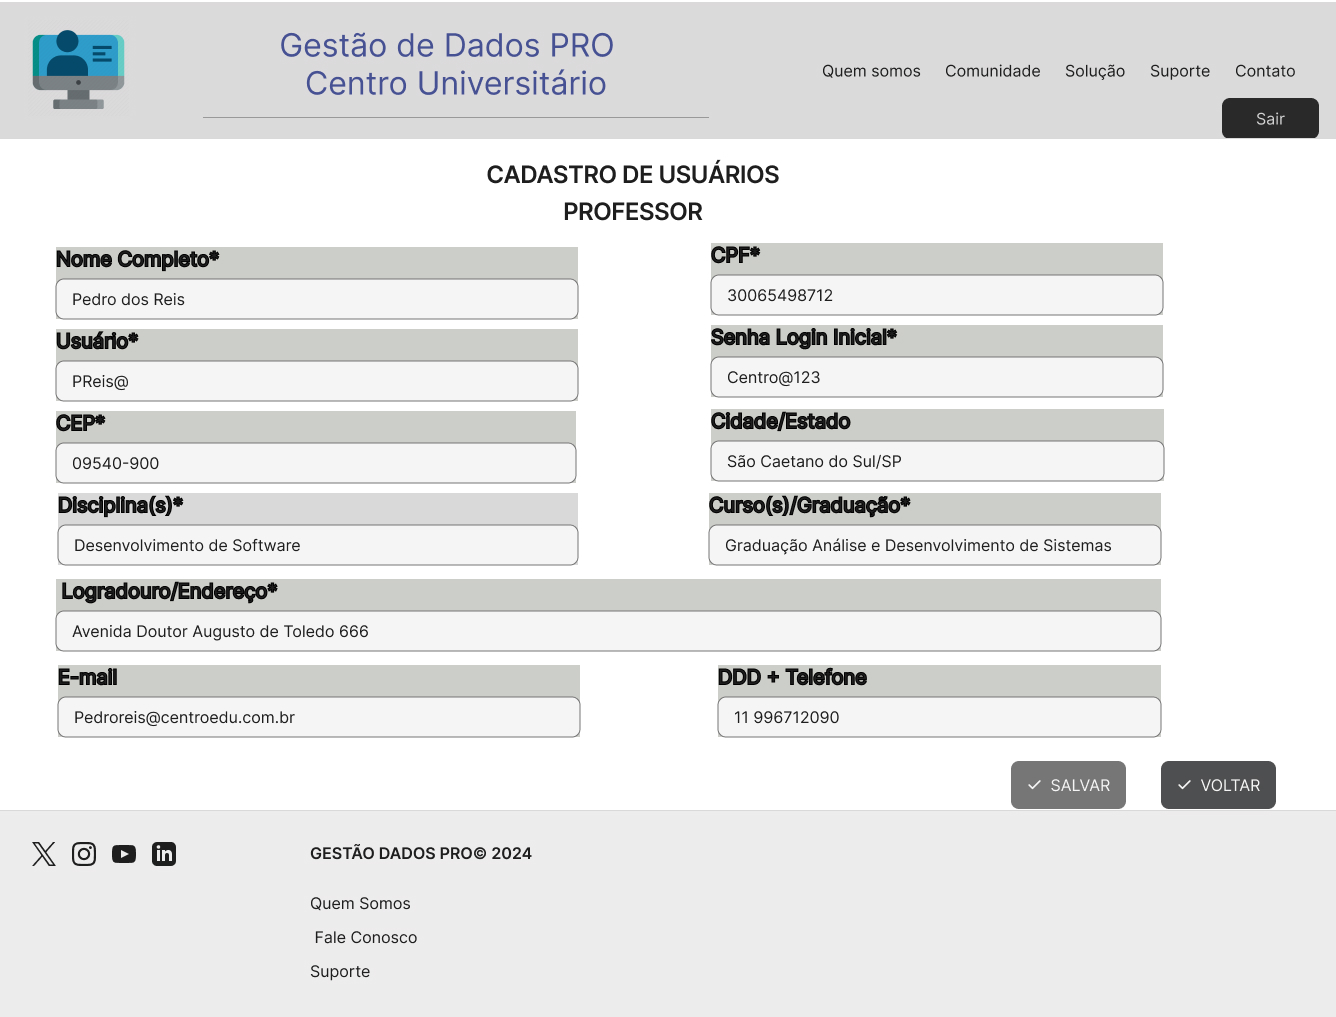 Gestão de Dados PRO
Centro Universitário
Quem somos
Comunidade
Solução
Suporte
Contato
Sair
CADASTRO DE USUÁRIOS
PROFESSOR
Nome Completo*
Pedro dos Reis
CPF*
30065498712
Usuário*
PReis@
Senha Login Inicial*
Centro@123
CEP*
09540-900
Cidade/Estado
São Caetano do Sul/SP
Disciplina(s)*
Desenvolvimento de Software
Curso(s)/Graduação*
Graduação Análise e Desenvolvimento de Sistemas
Logradouro/Endereço*
Avenida Doutor Augusto de Toledo 666
E-mail
Pedroreis@centroedu.com.br
DDD + Telefone
11 996712090
SALVAR
VOLTAR
GESTÃO DADOS PRO© 2024
Quem Somos
Fale Conosco
Suporte